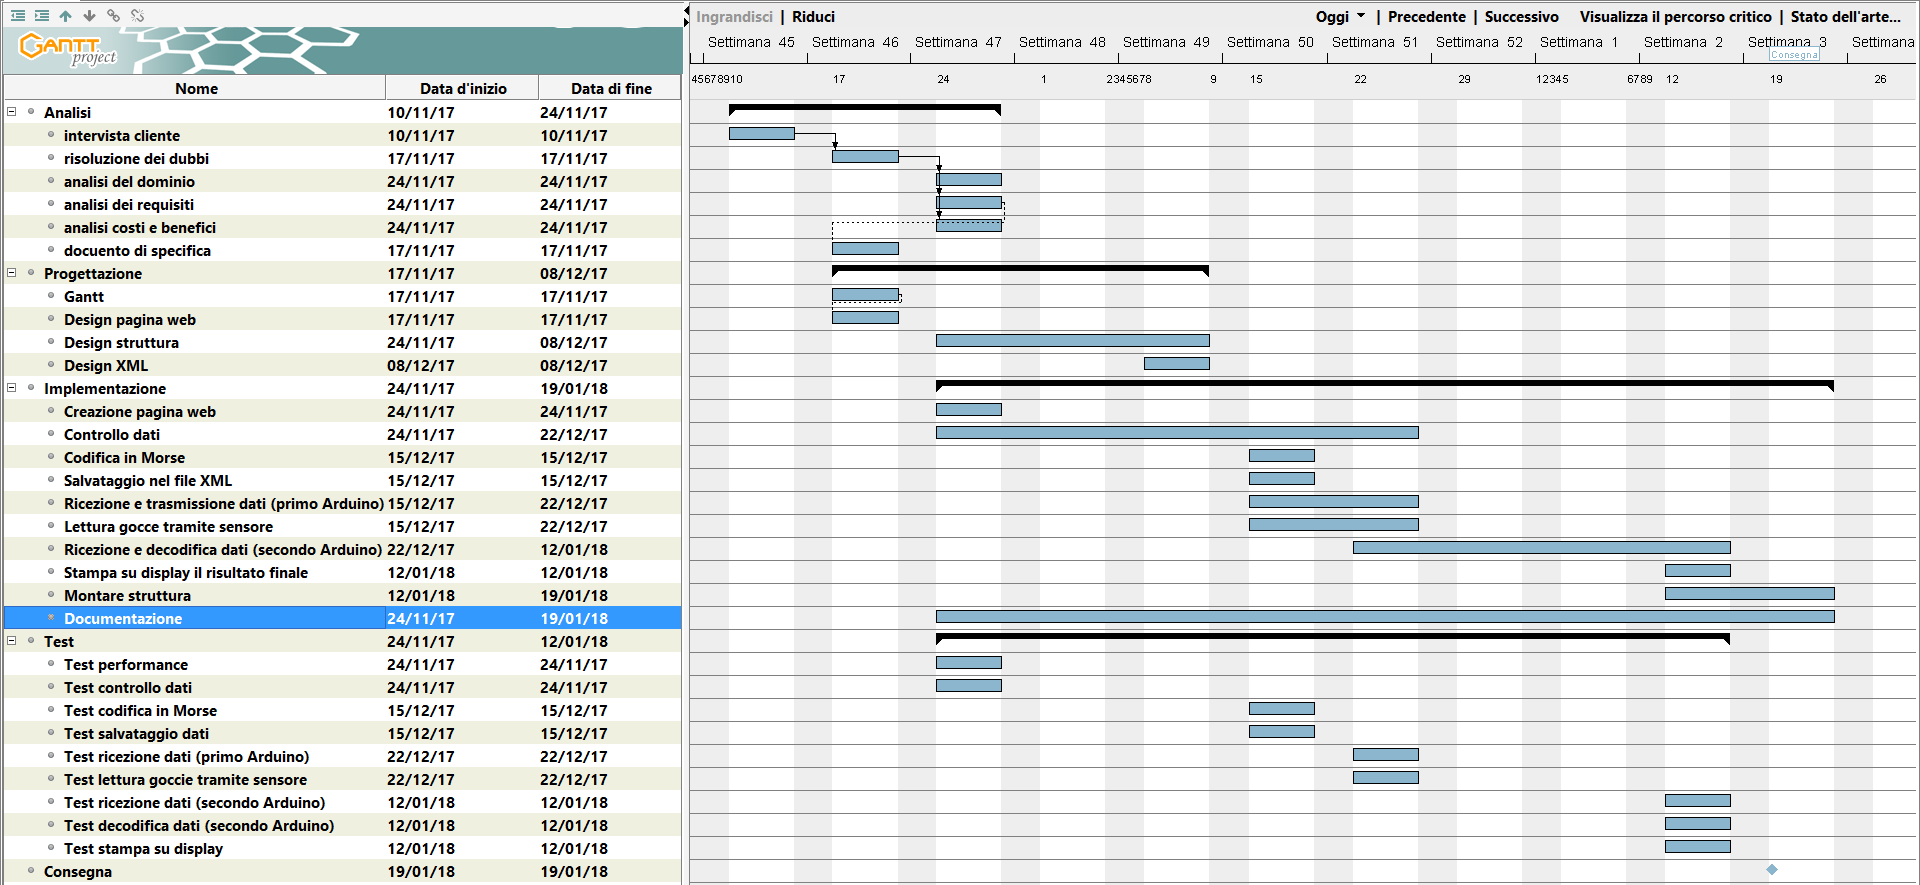 Ingrandisci | Riduci
Oggi | Precedente | Successivo Visualizza il percorso critico | Stato dell'arte...
GANTT project
Settimana 45 Settimana 46 Settimana 47 Settimana 48 Settimana 49 Settimana 50 Settimana 51 Settimana 52 Settimana 1 Settimana 2 Settimana 3 Settimana
Consegna
45678910 17 24 1 2345678 9 15 22 29 12345 6789 12 19 26
Nome Data d'inizio Data di fine
Analisi 10/11/17 24/11/17
intervista cliente 10/11/17 10/11/17
risoluzione dei dubbi 17/11/17 17/11/17
analisi del dominio 24/11/17 24/11/17
analisi dei requisiti 24/11/17 24/11/17
analisi costi e benefici 24/11/17 24/11/17
docuento di specifica 17/11/17 17/11/17
Progettazione 17/11/17 08/12/17
Gantt 17/11/17 17/11/17
Design pagina web 17/11/17 17/11/17
Design struttura 24/11/17 08/12/17
Design XML 08/12/17 08/12/17
Implementazione 24/11/17 19/01/18
Creazione pagina web 24/11/17 24/11/17
Controllo dati 24/11/17 22/12/17
Codifica in Morse 15/12/17 15/12/17
Salvataggio nel file XML 15/12/17 15/12/17
Ricezione e trasmissione dati (primo Arduino) 15/12/17 22/12/17
Lettura gocce tramite sensore 15/12/17 22/12/17
Ricezione e decodifica dati (secondo Arduino) 22/12/17 12/01/18
Stampa su display il risultato finale 12/01/18 12/01/18
Montare struttura 12/01/18 19/01/18
Documentazione 24/11/17 19/01/18
Test 24/11/17 12/01/18
Test performance 24/11/17 24/11/17
Test controllo dati 24/11/17 24/11/17
Test codifica in Morse 15/12/17 15/12/17
Test salvataggio dati 15/12/17 15/12/17
Test ricezione dati (primo Arduino) 22/12/17 22/12/17
Test lettura goccie tramite sensore 22/12/17 22/12/17
Test ricezione dati (secondo Arduino) 12/01/18 12/01/18
Test decodifica dati (secondo Arduino) 12/01/18 12/01/18
Test stampa su display 12/01/18 12/01/18
Consegna 19/01/18 19/01/18